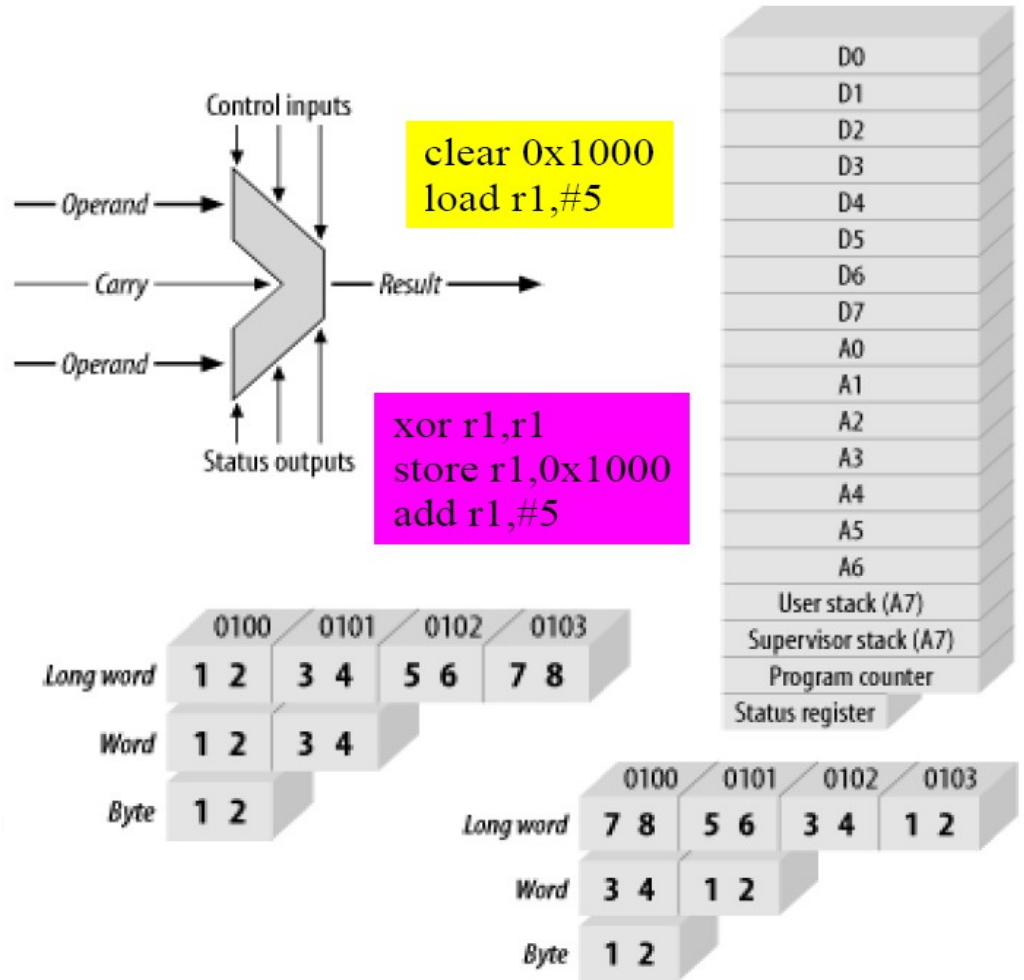 Control inputs
Operand
Carry
Operand
Result
Status outputs
clear 0x1000
load r1,#5
xor r1,r1
store r1,0x1000
add r1,#5
D0
D1
D2
D3
D4
D5
D6
D7
A0
A1
A2
A3
A4
A5
A6
User stack (A7)
Supervisor stack (A7)
Program counter
Status register
0100 0101 0102 0103
Long word 1 2 3 4 5 6 7 8
Word 1 2 3 4
Byte 1 2
0100 0101 0102 0103
Long word 7 8 5 6 3 4 1 2
Word 3 4 1 2
Byte 1 2